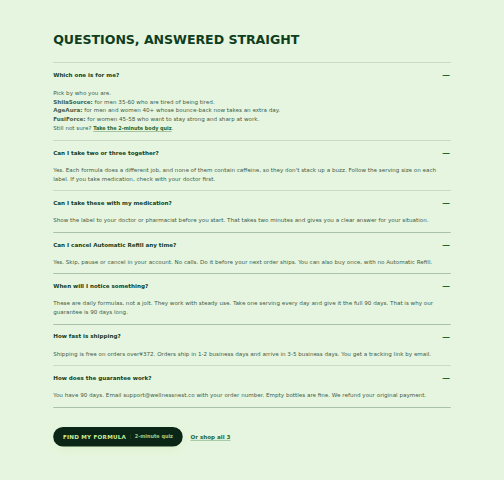 QUESTIONS, ANSWERED STRAIGHT
Which one is for me? —
Pick by who you are.
ShilaSource: for men 35-60 who are tired of being tired.
AgeAura: for men and women 40+ whose bounce-back now takes an extra day.
FusiForce: for women 45-58 who want to stay strong and sharp at work.
Still not sure? Take the 2-minute body quiz.
Can I take two or three together? —
Yes. Each formula does a different job, and none of them contain caffeine, so they don't stack up a buzz. Follow the serving size on each
label. If you take medication, check with your doctor first.
Can I take these with my medication? —
Show the label to your doctor or pharmacist before you start. That takes two minutes and gives you a clear answer for your situation.
Can I cancel Automatic Refill any time? —
Yes. Skip, pause or cancel in your account. No calls. Do it before your next order ships. You can also buy once, with no Automatic Refill.
When will I notice something? —
These are daily formulas, not a jolt. They work with steady use. Take one serving every day and give it the full 90 days. That is why our
guarantee is 90 days long.
How fast is shipping? —
Shipping is free on orders over₹372. Orders ship in 1-2 business days and arrive in 3-5 business days. You get a tracking link by email.
How does the guarantee work? —
You have 90 days. Email support@wellnessnest.co with your order number. Empty bottles are fine. We refund your original payment.
FIND MY FORMULA 2-minute quiz Or shop all 3